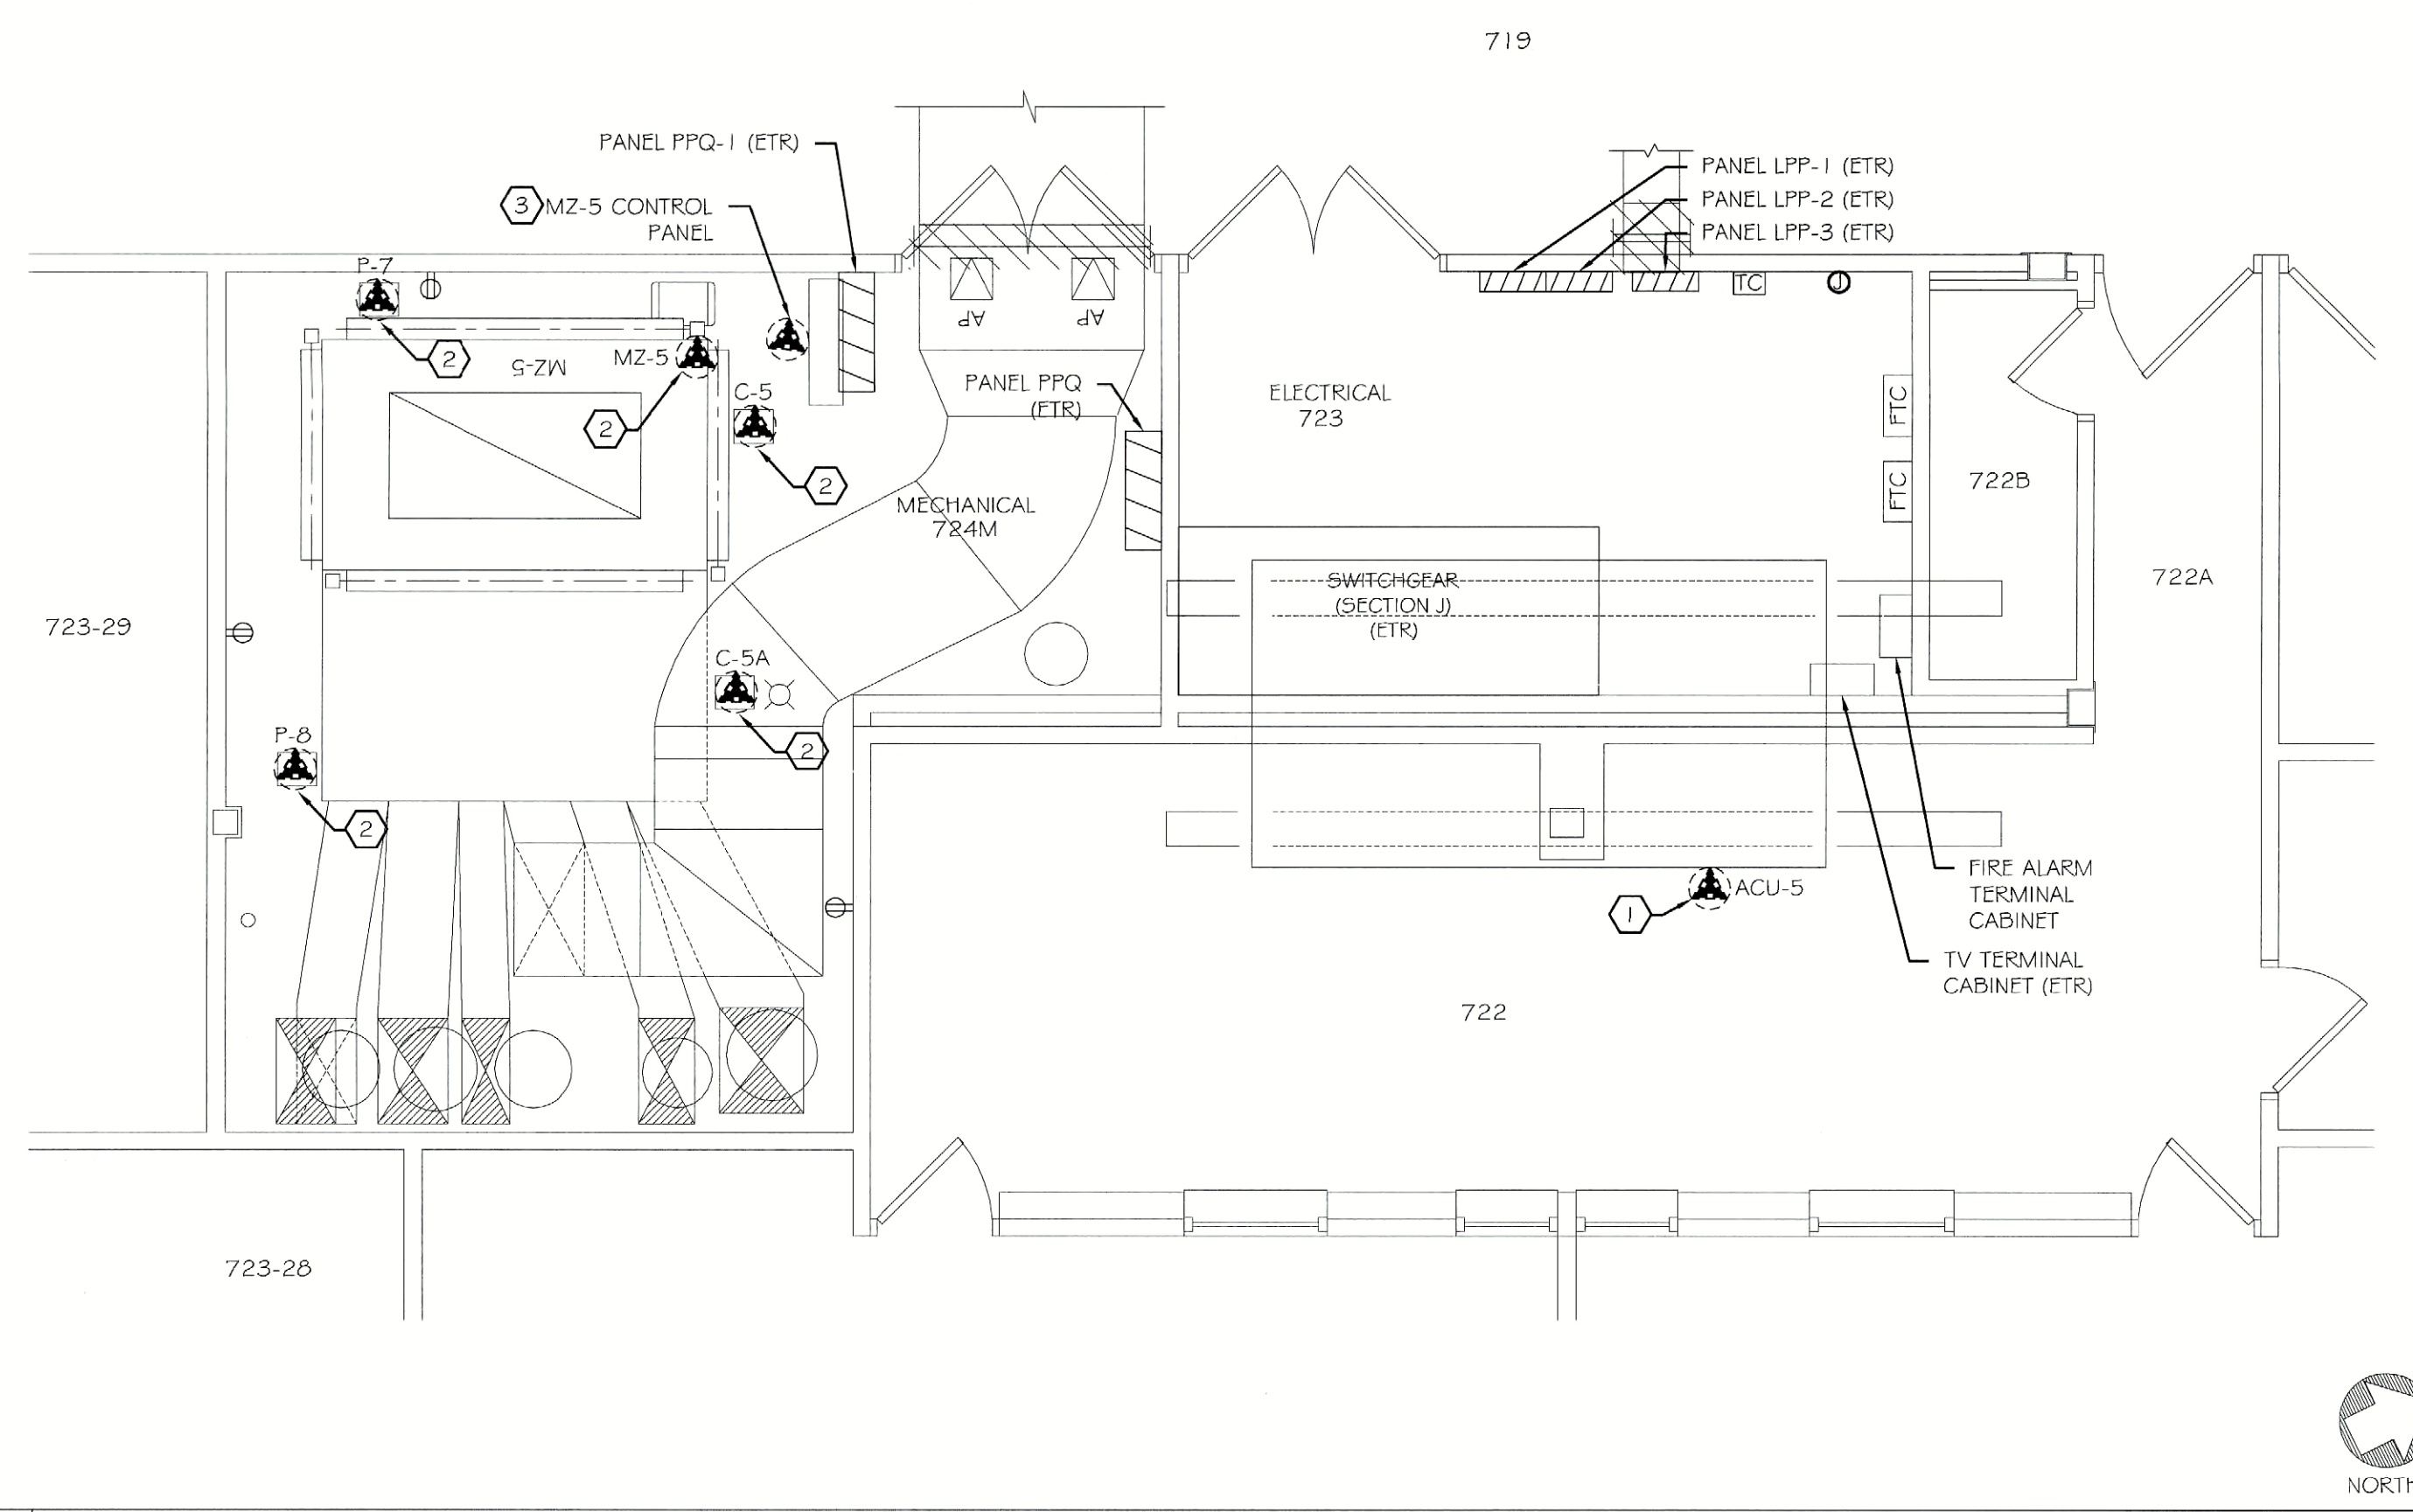 719
PANEL PPQ-1 (ETR)
3
MZ-5 CONTROL
PANEL
PANEL LPP-1 (ETR)
PANEL LPP-2 (ETR)
PANEL LPP-3 (ETR)
P-7
TC
J
AP
AP
2
MZ-5
MZ-5
2
C-5
2
PANEL PPQ
(ETR)
ELECTRICAL
723
FTC
FTC
722B
MECHANICAL
724M
722A
SWITCHGEAR
(SECTION J)
(ETR)
723-29
C-5A
2
P-8
2
ACU-5
1
FIRE ALARM
TERMINAL
CABINET
TV TERMINAL
CABINET (ETR)
722
723-28
NORTH